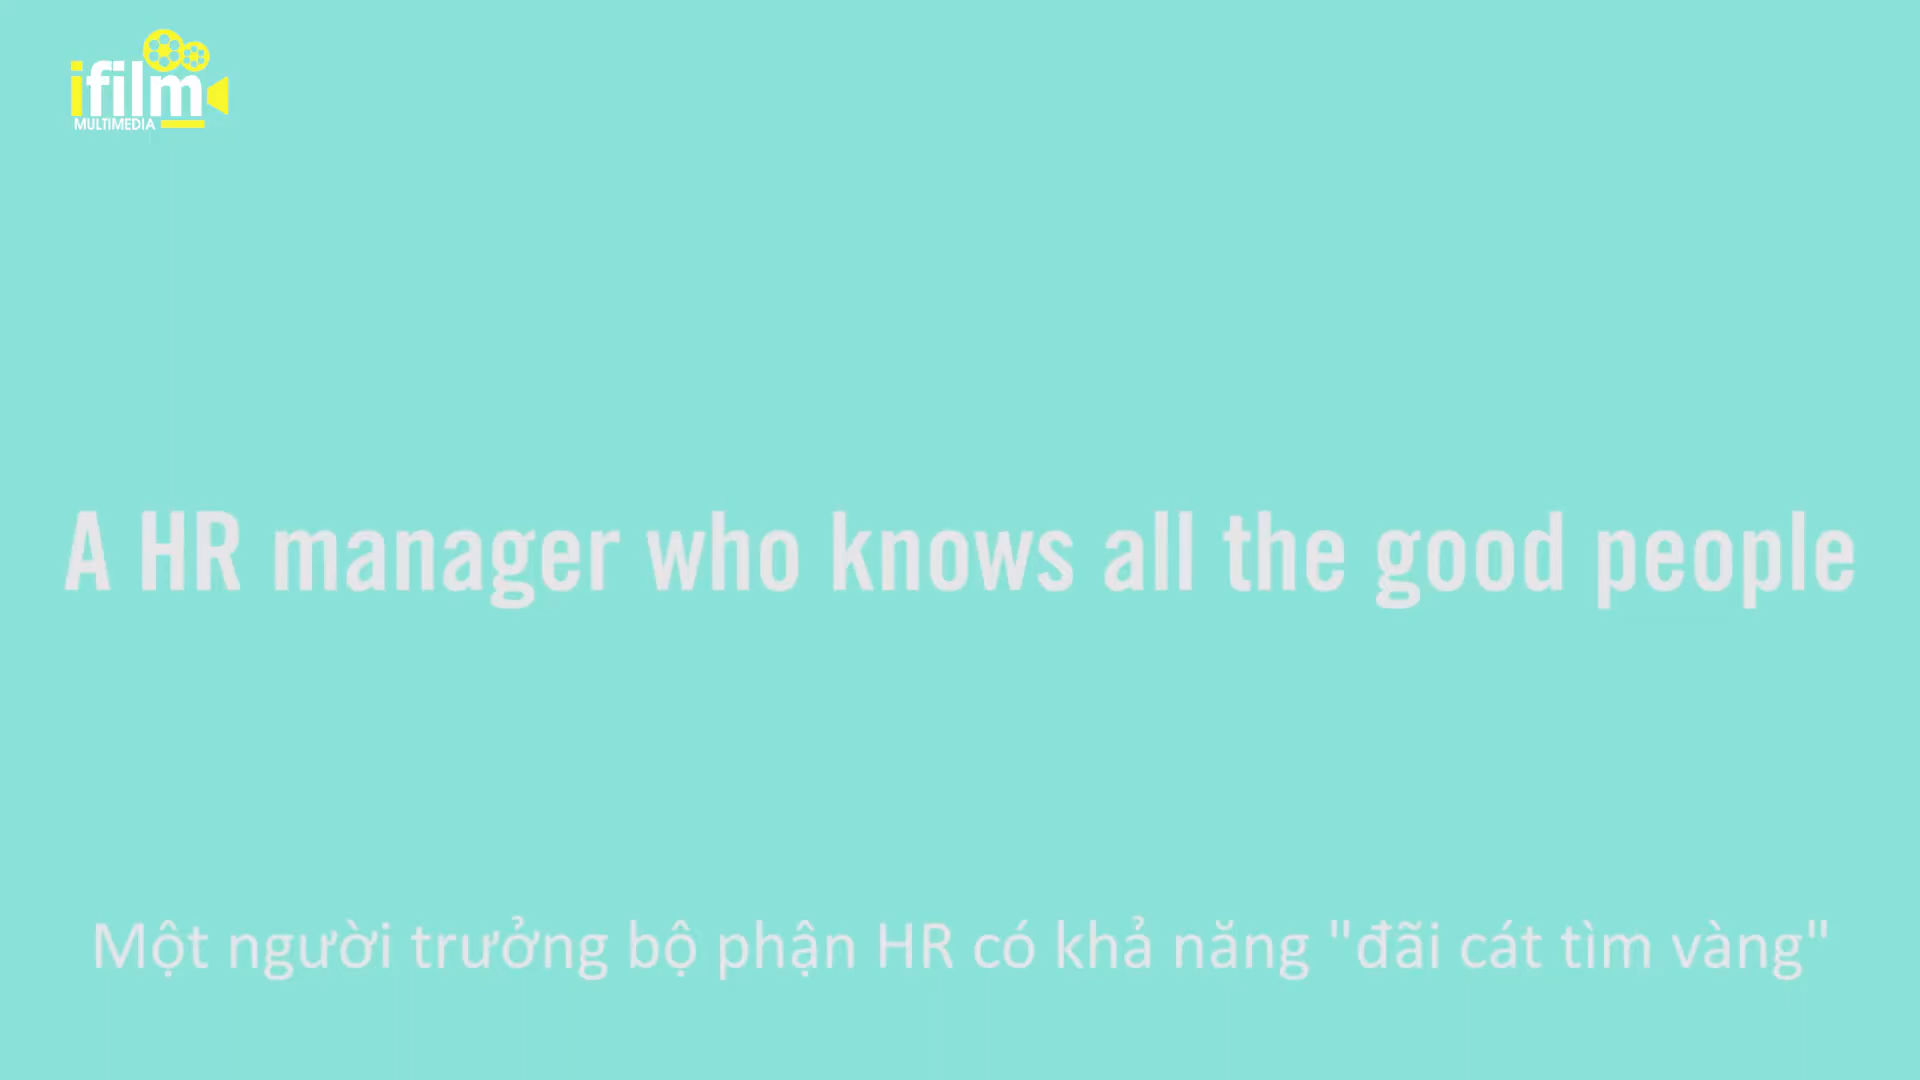 ifilm
MULTIMEDIA
A HR manager who knows all the good people
Một người trưởng bộ phận HR có khả năng "đãi cát tìm vàng"